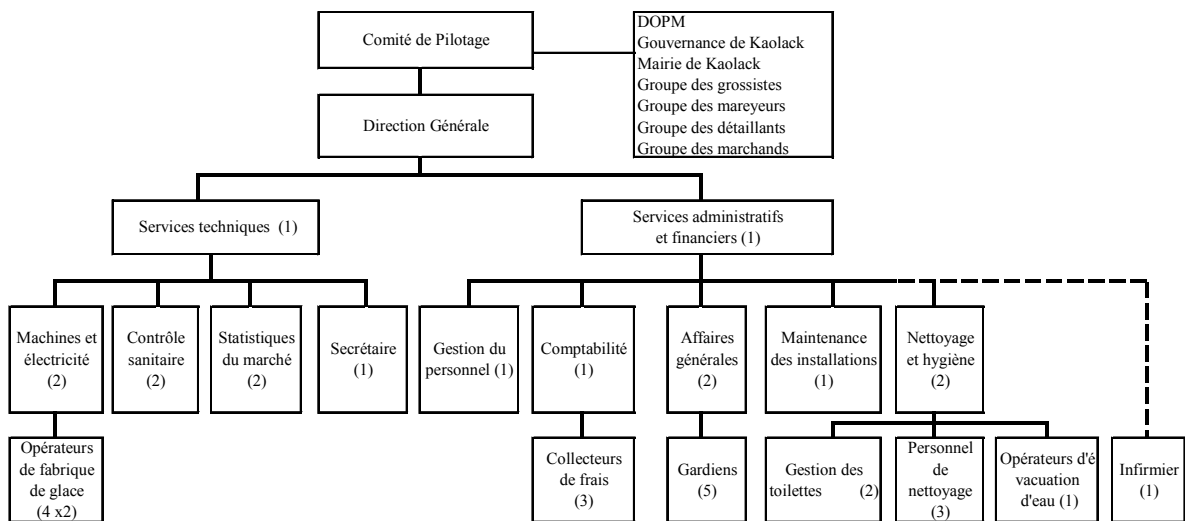 Comité de Pilotage
DOPM
Gouvernance de Kaolack
Mairie de Kaolack
Groupe des grossistes
Groupe des mareyeurs
Groupe des détaillants
Groupe des marchands
Direction Générale
Services techniques (1)
Services administratifs
et financiers (1)
Machines et
électricité
(2)
Contrôle
sanitaire
(2)
Statistiques
du marché
(2)
Secrétaire
(1)
Gestion du
personnel (1)
Comptabilité
(1)
Affaires
générales
(2)
Maintenance
des installations
(1)
Nettoyage
et hygiène
(2)
Opérateurs
de fabrique
de glace
(4 x2)
Collecteurs
de frais
(3)
Gardiens
(5)
Gestion des
toilettes (2)
Personnel
de
nettoyage
(3)
Opérateurs d'é
vacuation
d'eau (1)
Infirmier
(1)